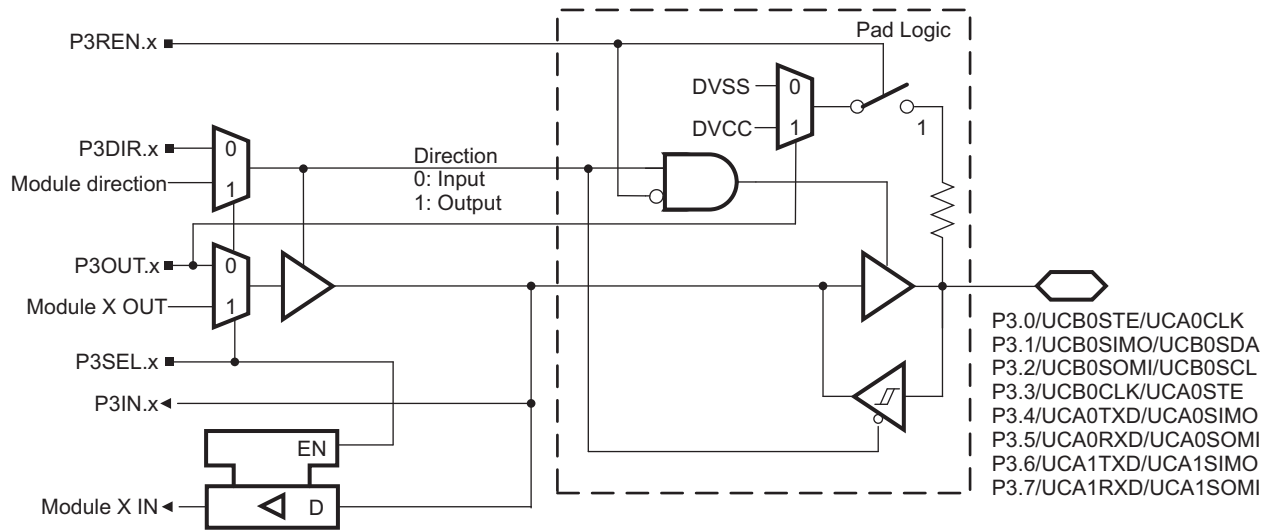 Pad Logic
P3REN.x
DVSS
0
DVCC
1
1
P3DIR.x
0
Module direction
1
Direction
0: Input
1: Output
P3OUT.x
0
Module X OUT
1
P3SEL.x
P3IN.x
EN
Module X IN
D
P3.0/UCB0STE/UCA0CLK
P3.1/UCB0SIMO/UCB0SDA
P3.2/UCB0SOMI/UCB0SCL
P3.3/UCB0CLK/UCA0STE
P3.4/UCA0TXD/UCA0SIMO
P3.5/UCA0RXD/UCA0SOMI
P3.6/UCA1TXD/UCA1SIMO
P3.7/UCA1RXD/UCA1SOMI